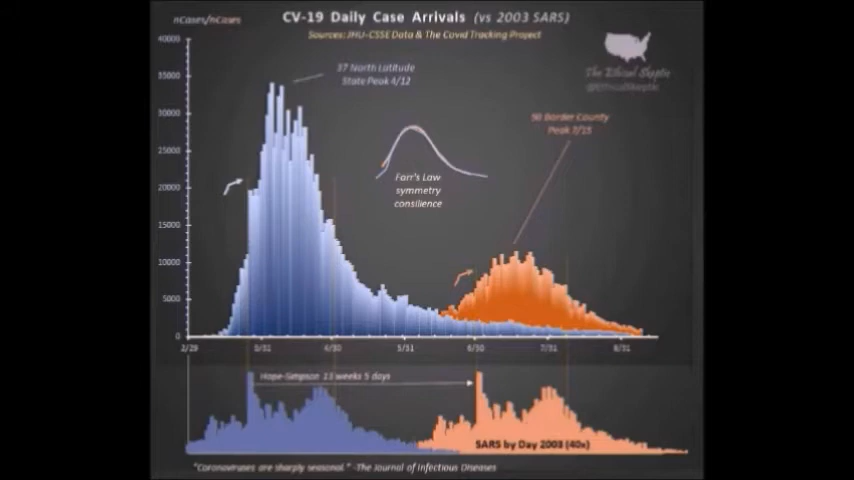 nCases/nCases
CV-19 Daily Case Arrivals (vs 2003 SARS)
Sources: JHU-CSSE Data & The Covid Tracking Project
40000
35000
30000
25000
20000
15000
10000
5000
0
37 North Latitude
State Peak 4/12
The Ethical Skeptic
@EthicalSkeptic
Border County
Peak 7/15
Farr's Law
symmetry
consilience
2/29
3/31
4/30
5/31
6/30
7/31
8/31
Hope-Simpson 13 weeks 5 days
SARS by Day 2003 (40x)
"Coronaviruses are sharply seasonal." -The Journal of Infectious Diseases